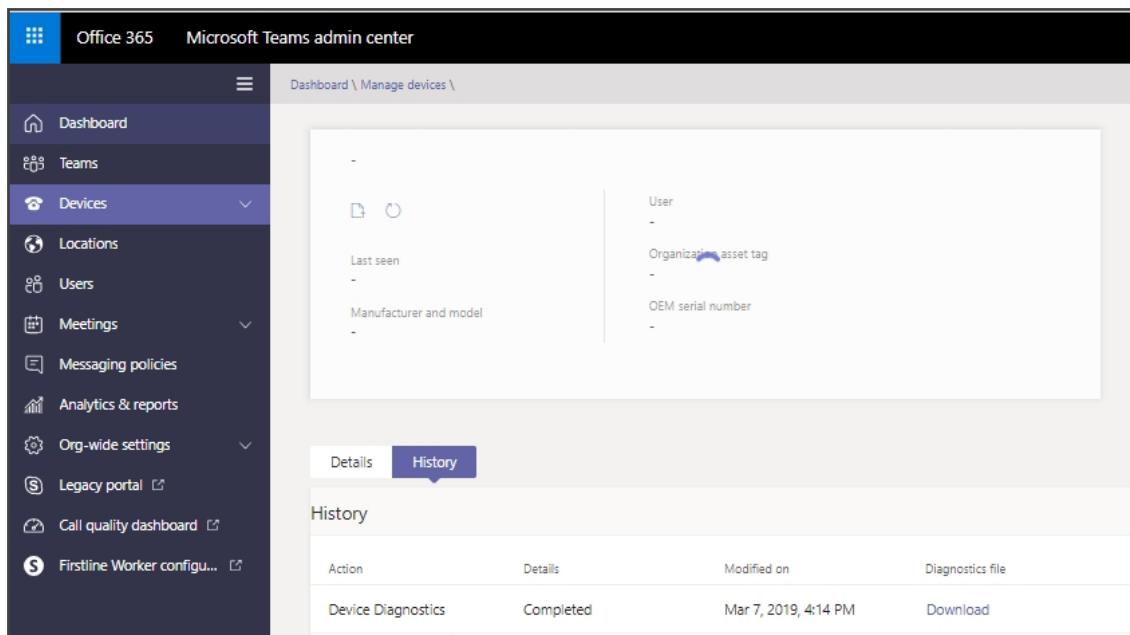 Office 365 Microsoft Teams admin center
Dashboard \ Manage devices \
Dashboard
Teams
Devices
Locations
Users
Meetings
Messaging policies
Analytics & reports
Org-wide settings
Legacy portal
Call quality dashboard
Firstline Worker configu...
-
Last seen
-
Manufacturer and model
-
User
-
Organization asset tag
-
OEM serial number
-
Details History
History
Action Details Modified on Diagnostics file
Device Diagnostics Completed Mar 7, 2019, 4:14 PM Download